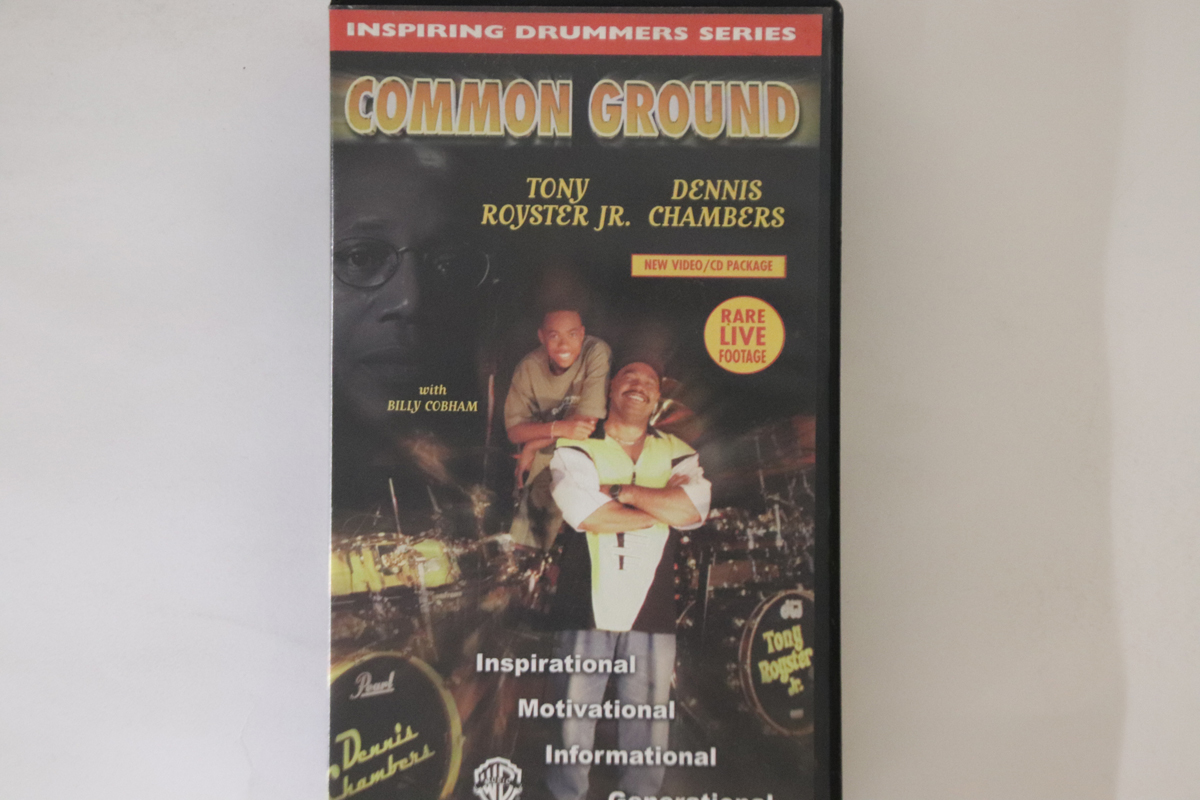 INSPIRING DRUMMERS SERIES
COMMON GROUND
TONY
ROYSTER JR.
DENNIS
CHAMBERS
NEW VIDEO/CD PACKAGE
RARE
LIVE
FOOTAGE
with
BILLY COBHAM
Inspirational
Motivational
Informational
Generational
Tony
Royster
Jr.
Pearl
Dennis
Chambers